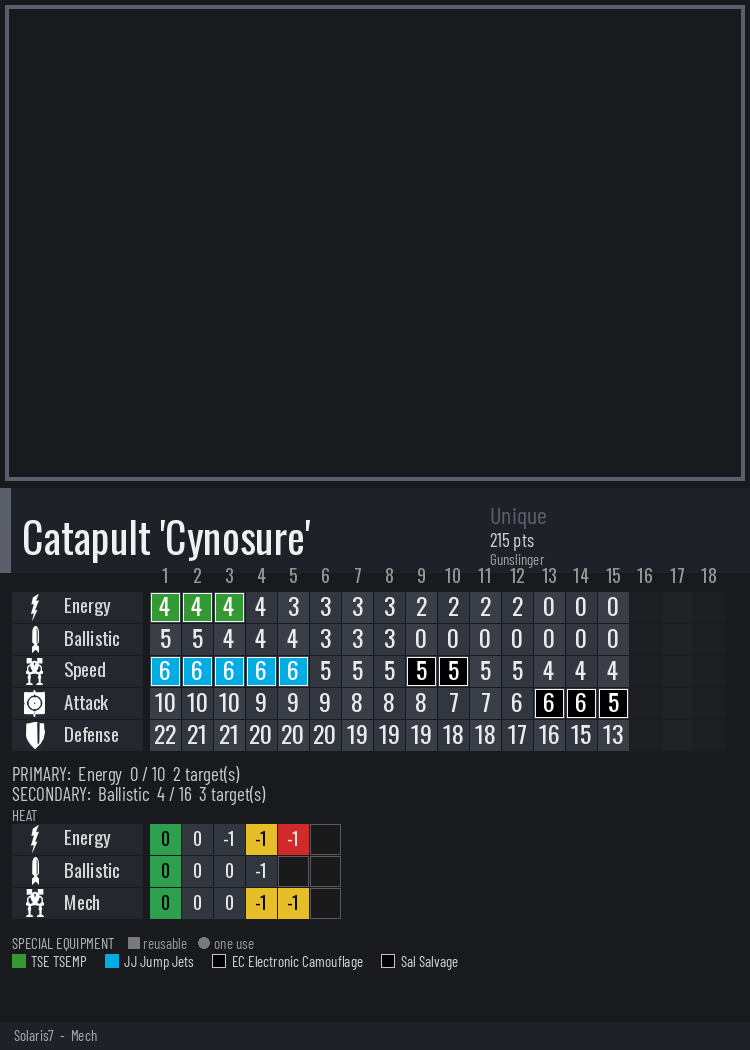 Catapult 'Cynosure'
Unique
215 pts
Gunslinger
1 2 3 4 5 6 7 8 9 10 11 12 13 14 15 16 17 18
Energy 4 4 4 4 3 3 3 3 2 2 2 2 0 0 0
Ballistic 5 5 4 4 4 3 3 3 0 0 0 0 0 0 0
Speed 6 6 6 6 6 5 5 5 5 5 5 5 4 4 4
Attack 10 10 10 9 9 9 8 8 8 7 7 6 6 6 5
Defense 22 21 21 20 20 20 19 19 19 18 18 17 16 15 13
PRIMARY: Energy 0 / 10 2 target(s)
SECONDARY: Ballistic 4 / 16 3 target(s)
HEAT
Energy 0 0 -1 -1 -1
Ballistic 0 0 0 -1
Mech 0 0 0 -1 -1
SPECIAL EQUIPMENT reusable one use
TSE TSEMP JJ Jump Jets EC Electronic Camouflage Sal Salvage
Solaris7 - Mech